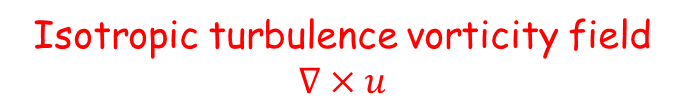 Isotropic turbulence vorticity field
∇ × 𝑢